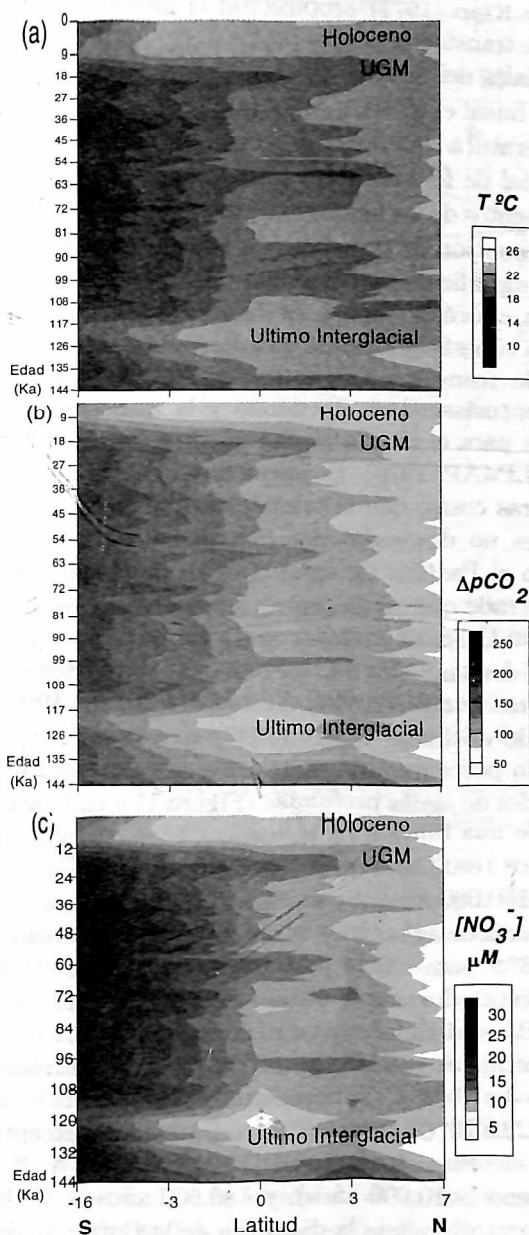 (a)
0
9
18
27
36
45
54
63
72
81
90
99
108
117
126
135
144
Edad
(Ka)
Holoceno
UGM
Ultimo Interglacial
T ºC
26
22
18
14
10
(b)
9
18
27
36
45
54
63
72
81
90
99
108
117
126
135
144
Edad
(Ka)
Holoceno
UGM
Ultimo Interglacial
ΔpCO2
250
200
150
100
50
(c)
12
24
36
48
60
72
84
96
108
120
132
144
Edad
(Ka)
Holoceno
UGM
Ultimo Interglacial
[NO3-]
μM
30
25
20
15
10
5
-16 -3 0 3 7
S Latitud N